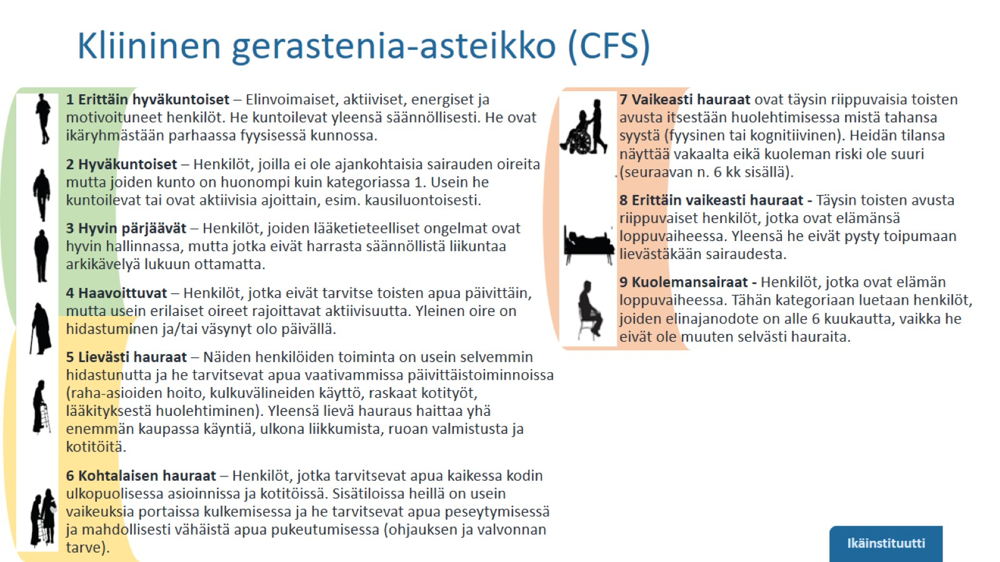 Kliininen gerastenia-asteikko (CFS)
1 Erittäin hyväkuntoiset – Elinvoimaiset, aktiiviset, energiset ja
motivoituneet henkilöt. He kuntoilevat yleensä säännöllisesti. He ovat
ikäryhmästään parhaassa fyysisessä kunnossa.
2 Hyväkuntoiset – Henkilöt, joilla ei ole ajankohtaisia sairauden oireita
mutta joiden kunto on huonompi kuin kategoriassa 1. Usein he
kuntoilevat tai ovat aktiivisia ajoittain, esim. kausiluontoisesti.
3 Hyvin pärjäävät – Henkilöt, joiden lääketieteelliset ongelmat ovat
hyvin hallinnassa, mutta jotka eivät harrasta säännöllistä liikuntaa
arkikävelyä lukuun ottamatta.
4 Haavoittuvat – Henkilöt, jotka eivät tarvitse toisten apua päivittäin,
mutta usein erilaiset oireet rajoittavat aktiivisuutta. Yleinen oire on
hidastuminen ja/tai väsynyt olo päivällä.
5 Lievästi hauraat – Näiden henkilöiden toiminta on usein selvemmin
hidastunutta ja he tarvitsevat apua vaativammissa päivittäistoiminnoissa
(raha-asioiden hoito, kulkuvälineiden käyttö, raskaat kotityöt,
lääkityksestä huolehtiminen). Yleensä lievä hauraus haittaa yhä
enemmän kaupassa käyntiä, ulkona liikkumista, ruoan valmistusta ja
kotitöitä.
6 Kohtalaisen hauraat – Henkilöt, jotka tarvitsevat apua kaikessa kodin
ulkopuolisessa asioinnissa ja kotitöissä. Sisätiloissa heillä on usein
vaikeuksia portaissa kulkemisessa ja he tarvitsevat apua peseytymisessä
ja mahdollisesti vähäistä apua pukeutumisessa (ohjauksen ja valvonnan
tarve).
7 Vaikeasti hauraat ovat täysin riippuvaisia toisten
avusta itsestään huolehtimisessa mistä tahansa
syystä (fyysinen tai kognitiivinen). Heidän tilansa
näyttää vakaalta eikä kuoleman riski ole suuri
(seuraavan n. 6 kk sisällä).
8 Erittäin vaikeasti hauraat - Täysin toisten avusta
riippuvaiset henkilöt, jotka ovat elämänsä
loppuvaiheessa. Yleensä he eivät pysty toipumaan
lievästäkään sairaudesta.
9 Kuolemansairaat - Henkilöt, jotka ovat elämän
loppuvaiheessa. Tähän kategoriaan luetaan henkilöt,
joiden elinajanodote on alle 6 kuukautta, vaikka he
eivät ole muuten selvästi hauraita.
Ikäinstituutti